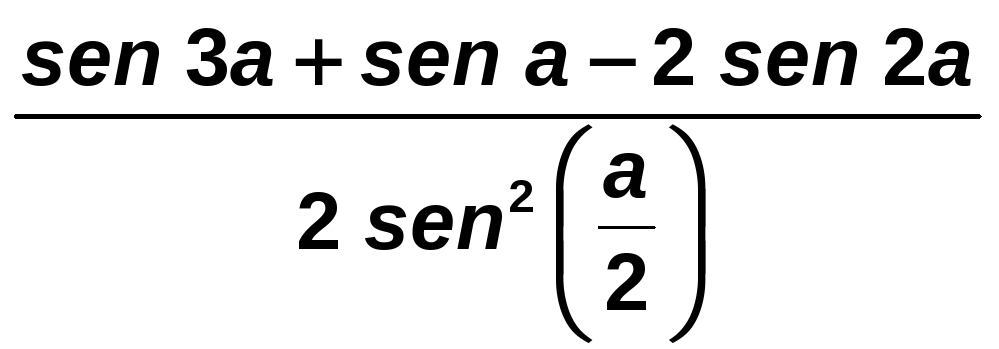 sen 3a + sen a − 2 sen 2a
2 sen² (a/2)